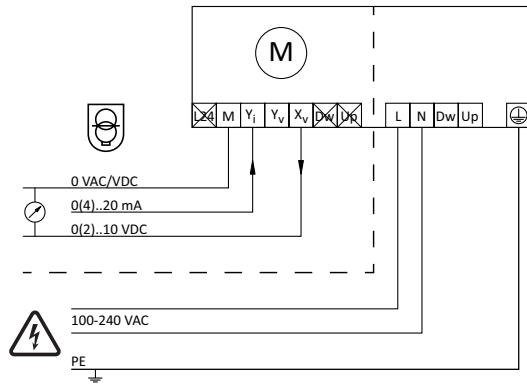 M
L24 M Yi Yv Xv Dw Up L N Dw Up
0 VAC/VDC
0(4)..20 mA
0(2)..10 VDC
100-240 VAC
PE